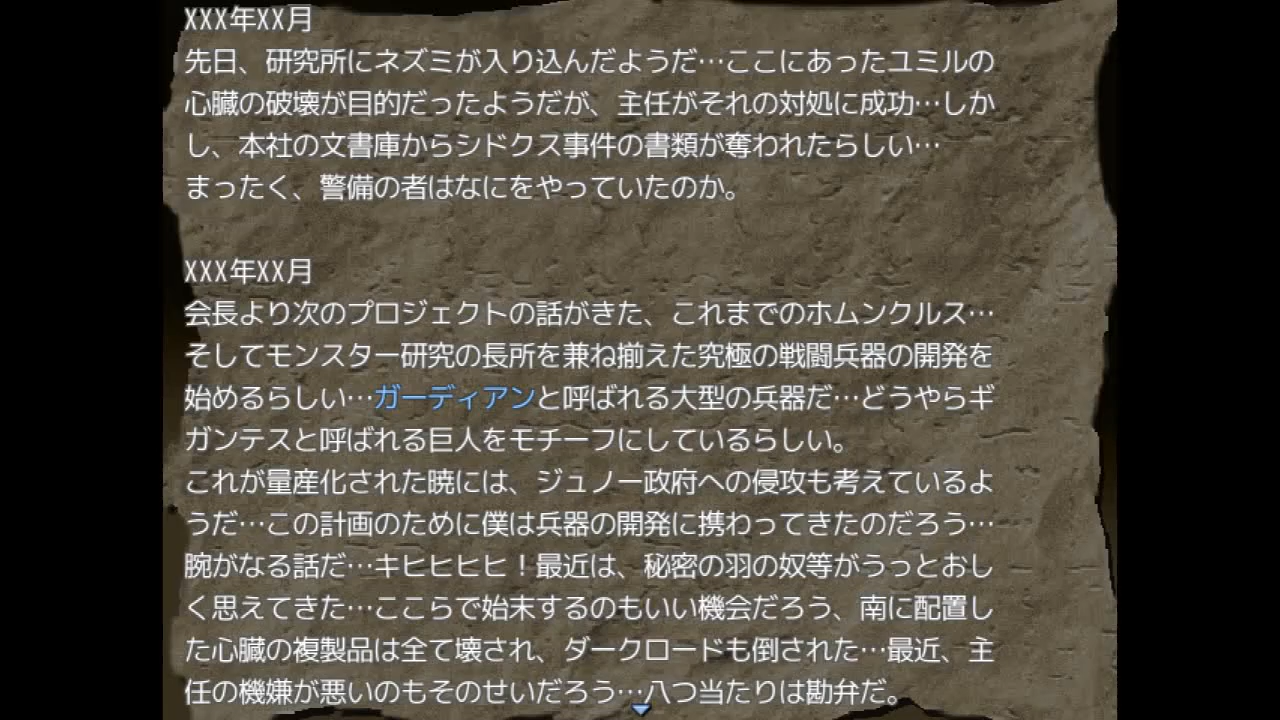 XXX年XX月
先日、研究所にネズミが入り込んだようだ…ここにあったユミルの
心臓の破壊が目的だったようだが、主任がそれの対処に成功…しか
し、本社の文書庫からシドクス事件の書類が奪われたらしい…
まったく、警備の者はなにをやっていたのか。
XXX年XX月
会長より次のプロジェクトの話がきた、これまでのホムンクルス…
そしてモンスター研究の長所を兼ね揃えた究極の戦闘兵器の開発を
始めるらしい…ガーディアンと呼ばれる大型の兵器だ…どうやらギ
ガンテスと呼ばれる巨人をモチーフにしているらしい。
これが量産化された暁には、ジュノー政府への侵攻も考えているよ
うだ…この計画のために僕は兵器の開発に携わってきたのだろう…
腕がなる話だ…キヒヒヒヒ！最近は、秘密の羽の奴等がうっとおし
く思えてきた…ここらで始末するのもいい機会だろう、南に配置し
た心臓の複製品は全て壊され、ダークロードも倒された…最近、主
任の機嫌が悪いのもそのせいだろう…八つ当たりは勘弁だ。